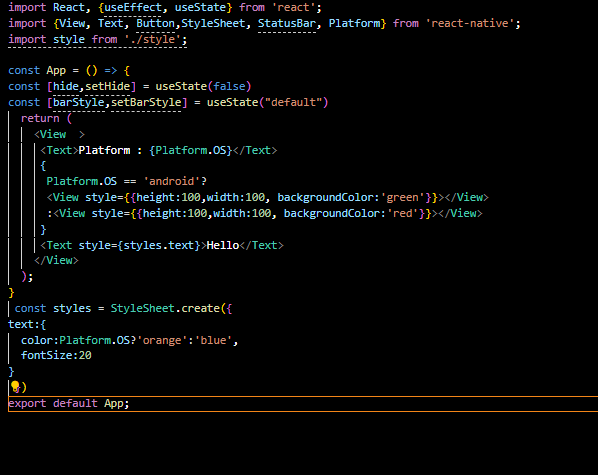 import React, {useEffect, useState} from 'react';
import {View, Text, Button,StyleSheet, StatusBar, Platform} from 'react-native';
import style from './style';
const App = () => {
const [hide,setHide] = useState(false)
const [barStyle,setBarStyle] = useState("default")
return (
<View >
<Text>Platform : {Platform.OS}</Text>
{
Platform.OS == 'android'?
<View style={{height:100,width:100, backgroundColor:'green'}}></View>
:<View style={{height:100,width:100, backgroundColor:'red'}}></View>
}
<Text style={styles.text}>Hello</Text>
</View>
);
}
const styles = StyleSheet.create({
text:{
color:Platform.OS?'orange':'blue',
fontSize:20
}
)
export default App;